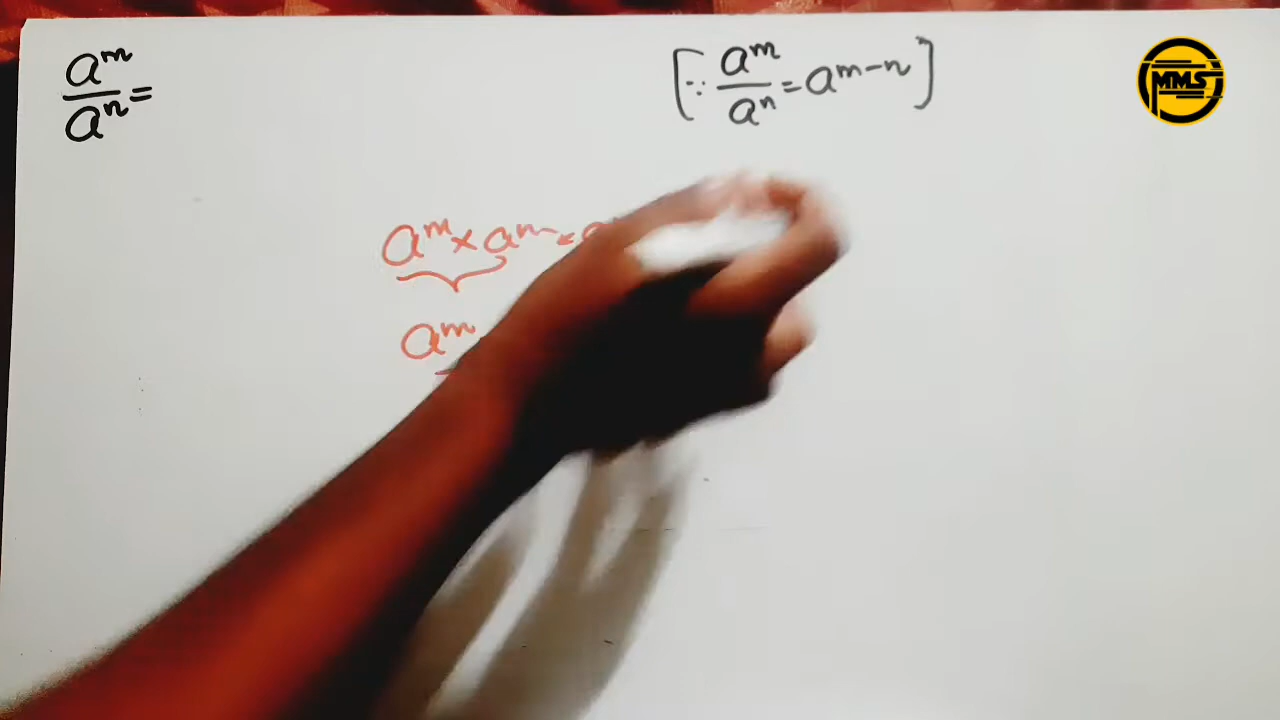 a^m/a^n =
[∵ a^m/a^n = a^m-n]
MMS
a^m × a^m
a^m